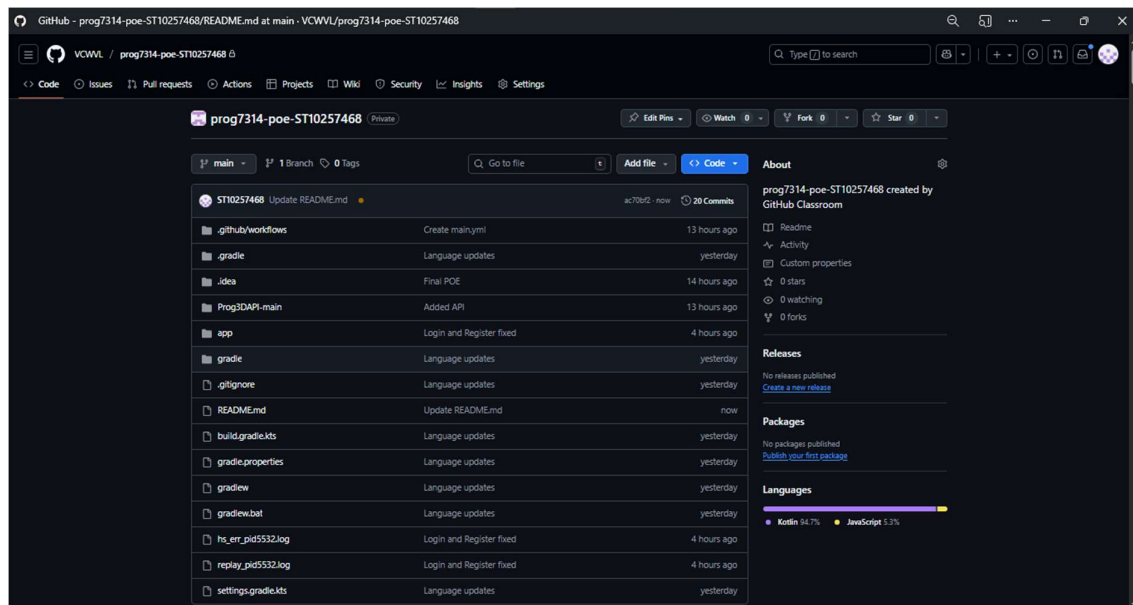 GitHub - prog7314-poe-ST10257468/README.md at main · VCWVL/prog7314-poe-ST10257468
VCWVL / prog7314-poe-ST10257468
Type / to search
Code Issues Pull requests Actions Projects Wiki Security Insights Settings
prog7314-poe-ST10257468 Private
Edit Pins Watch 0 Fork 0 Star 0
main 1 Branch 0 Tags Go to file t Add file Code
ST10257468 Update README.md ac70bf2 · now 20 Commits
.github/workflows Create main.yml 13 hours ago
.gradle Language updates yesterday
.idea Final POE 14 hours ago
Prog3DAPI-main Added API 13 hours ago
app Login and Register fixed 4 hours ago
gradle Language updates yesterday
.gitignore Language updates yesterday
README.md Update README.md now
build.gradle.kts Language updates yesterday
gradle.properties Language updates yesterday
gradlew Language updates yesterday
gradlew.bat Language updates yesterday
hs_err_pid5532.log Login and Register fixed 4 hours ago
replay_pid5532.log Login and Register fixed 4 hours ago
settings.gradle.kts Language updates yesterday
About
prog7314-poe-ST10257468 created by
GitHub Classroom
Readme
Activity
Custom properties
0 stars
0 watching
0 forks
Releases
No releases published
Create a new release
Packages
No packages published
Publish your first package
Languages
Kotlin 94.7% JavaScript 5.3%